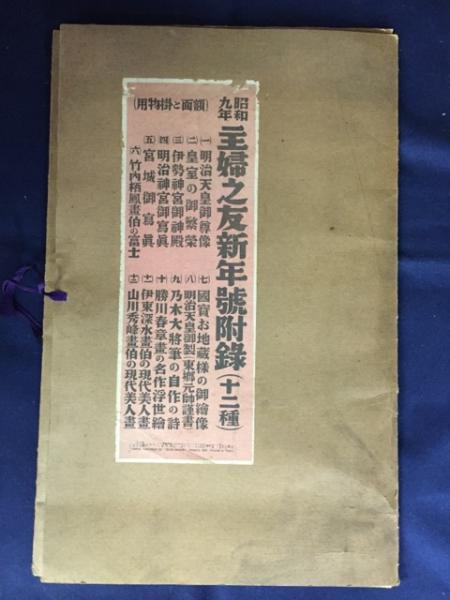 昭和九年 主婦之友新年號附錄(十二種)
(額面と掛物用)
㈠ 明治天皇御尊像
㈡ 皇室の御繁榮
㈢ 伊勢神宮御神殿
㈣ 明治神宮御寫眞
㈤ 宮城御寫眞
㈥ 竹內栖鳳畫伯の富士
㈦ 國寶お地蔵樣の御繪像
㈧ 明治天皇御製(東鄕元帥謹書)
㈨ 乃木大將筆の自作の詩
㈩ 勝川春章畫の名作浮世繪
⑪ 伊東深水畫伯の現代美人畫
⑫ 山川秀峰畫伯の現代美人畫